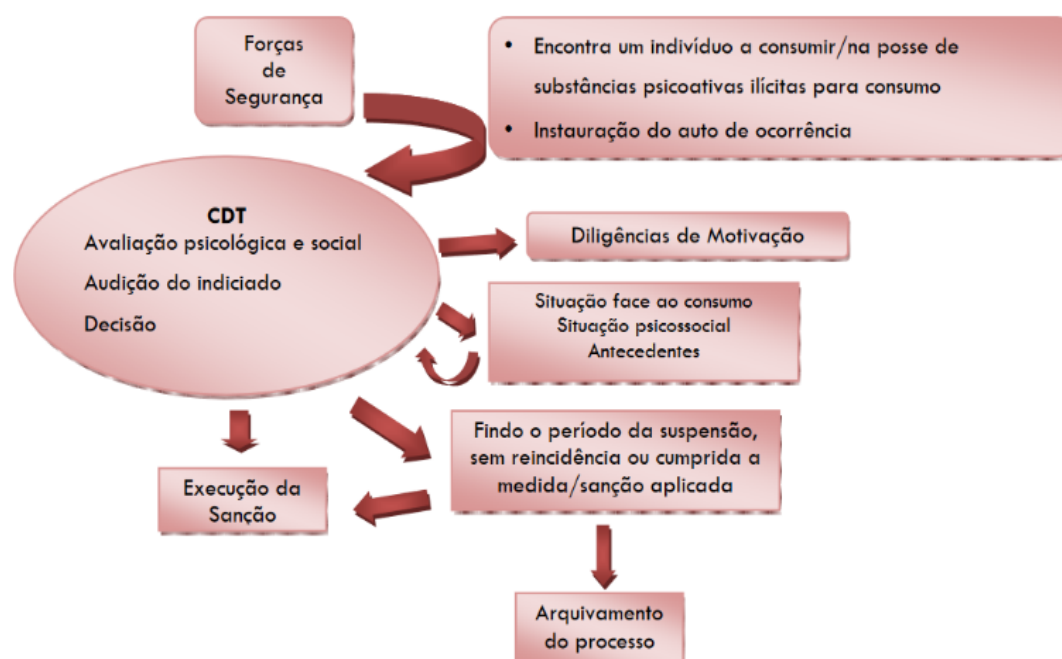 Forças
de
Segurança
• Encontra um indivíduo a consumir/na posse de
substâncias psicoativas ilícitas para consumo
• Instauração do auto de ocorrência
CDT
Avaliação psicológica e social
Audição do indiciado
Decisão
Diligências de Motivação
Situação face ao consumo
Situação psicossocial
Antecedentes
Findo o período da suspensão,
sem reincidência ou cumprida a
medida/sanção aplicada
Execução da
Sanção
Arquivamento
do processo